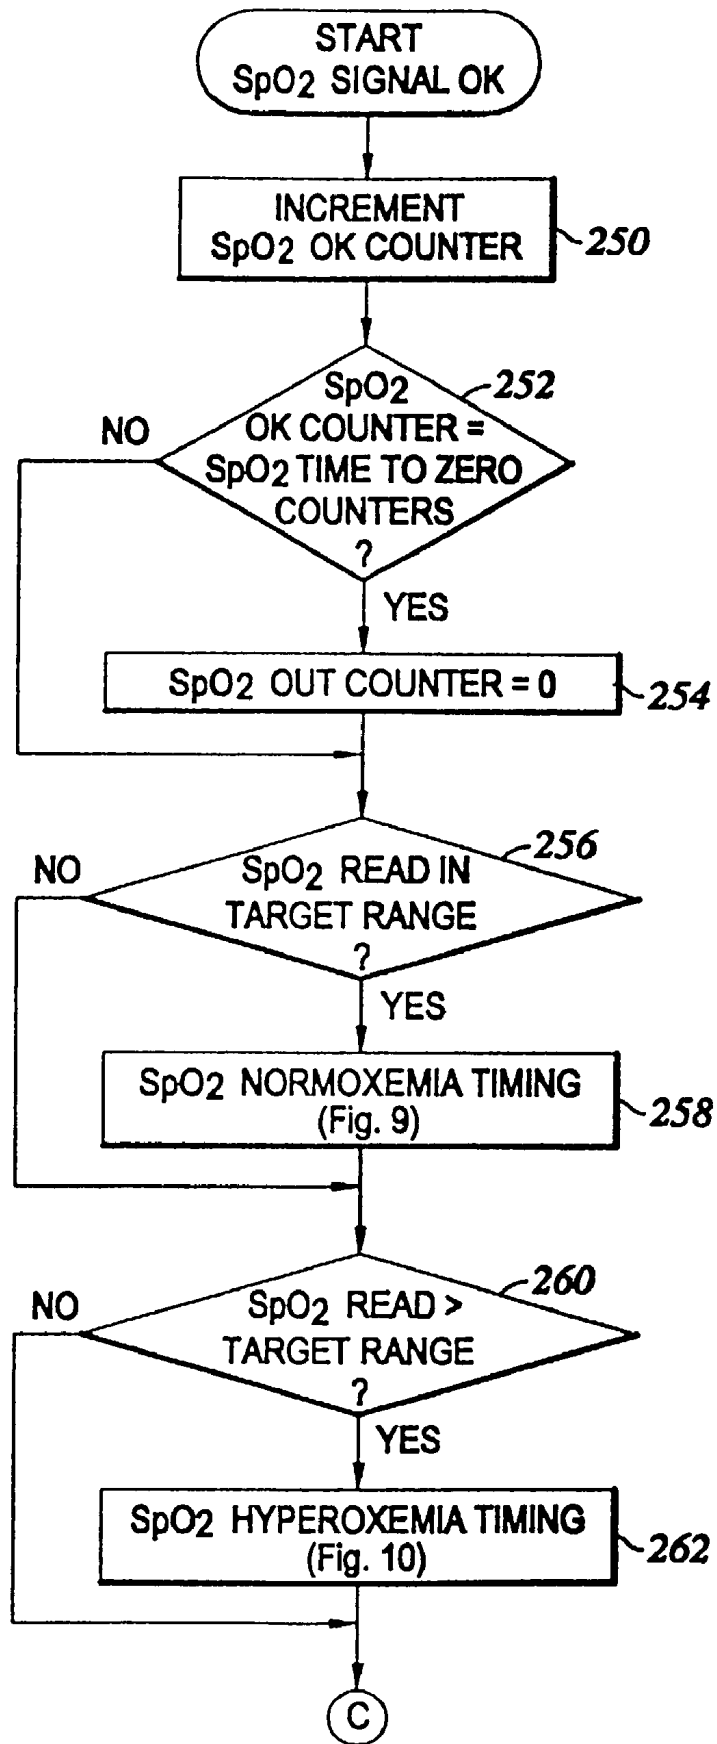 START
SpO2 SIGNAL OK
INCREMENT
SpO2 OK COUNTER
250
SpO2
OK COUNTER =
SpO2 TIME TO ZERO
COUNTERS
?
252
NO
YES
SpO2 OUT COUNTER = 0
254
SpO2 READ IN
TARGET RANGE
?
256
NO
YES
SpO2 NORMOXEMIA TIMING
(Fig. 9)
258
SpO2 READ >
TARGET RANGE
?
260
NO
YES
SpO2 HYPEROXEMIA TIMING
(Fig. 10)
262
C